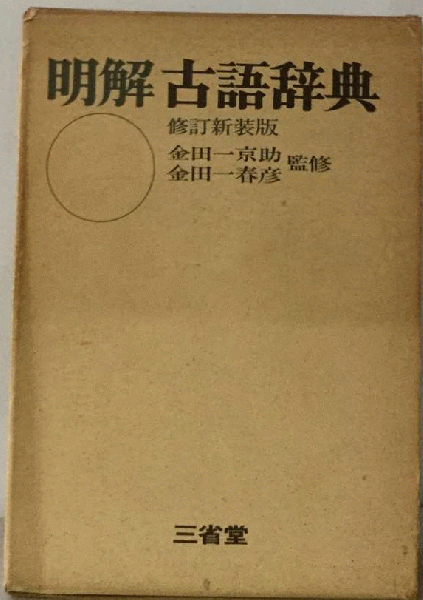 明解 古語辞典
修訂新装版
金田一京助
金田一春彦 監修
三省堂